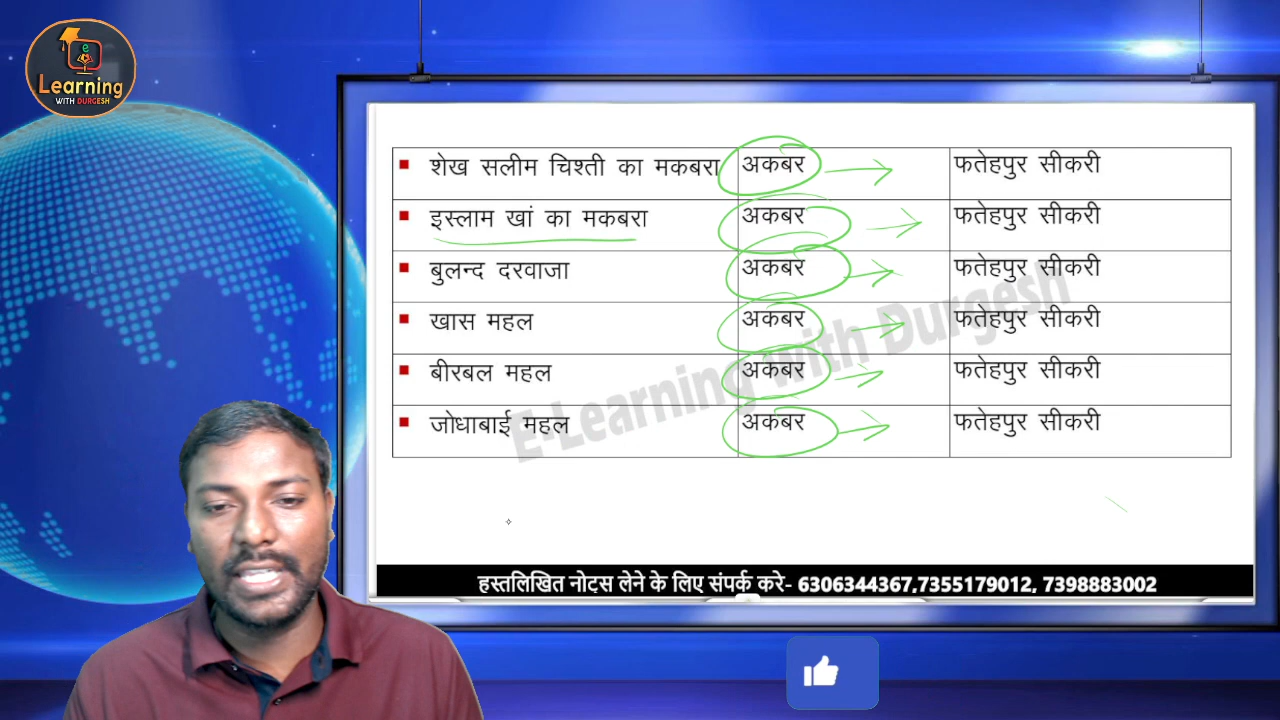 e
Learning
WITH DURGESH
शेख सलीम चिश्ती का मकबरा अकबर फतेहपुर सीकरी
इस्लाम खां का मकबरा अकबर फतेहपुर सीकरी
बुलन्द दरवाजा अकबर फतेहपुर सीकरी
खास महल अकबर फतेहपुर सीकरी
बीरबल महल अकबर फतेहपुर सीकरी
जोधाबाई महल अकबर फतेहपुर सीकरी
E-Learning with Durgesh
हस्तलिखित नोट्स लेने के लिए संपर्क करे- 6306344367,7355179012, 7398883002